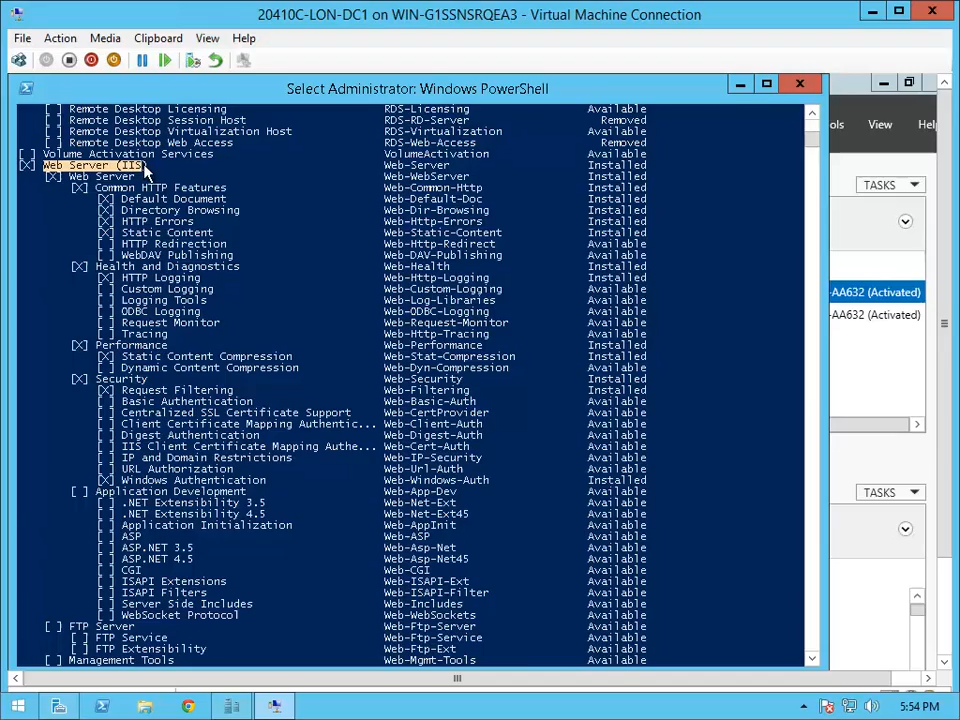 20410C-LON-DC1 on WIN-G1SSNSRQEA3 - Virtual Machine Connection
File Action Media Clipboard View Help
Select Administrator: Windows PowerShell
[ ] Remote Desktop Licensing RDS-Licensing Available
[ ] Remote Desktop Session Host RDS-RD-Server Removed
[ ] Remote Desktop Virtualization Host RDS-Virtualization Available
[ ] Remote Desktop Web Access RDS-Web-Access Removed
[ ] Volume Activation Services VolumeActivation Available
[X] Web Server (IIS) Web-Server Installed
[X] Web Server Web-WebServer Installed
[X] Common HTTP Features Web-Common-Http Installed
[X] Default Document Web-Default-Doc Installed
[X] Directory Browsing Web-Dir-Browsing Installed
[X] HTTP Errors Web-Http-Errors Installed
[X] Static Content Web-Static-Content Installed
[ ] HTTP Redirection Web-Http-Redirect Available
[ ] WebDAV Publishing Web-DAV-Publishing Available
[X] Health and Diagnostics Web-Health Installed
[X] HTTP Logging Web-Http-Logging Installed
[ ] Custom Logging Web-Custom-Logging Available
[ ] Logging Tools Web-Log-Libraries Available
[ ] ODBC Logging Web-ODBC-Logging Available
[ ] Request Monitor Web-Request-Monitor Available
[ ] Tracing Web-Http-Tracing Available
[X] Performance Web-Performance Installed
[X] Static Content Compression Web-Stat-Compression Installed
[ ] Dynamic Content Compression Web-Dyn-Compression Available
[X] Security Web-Security Installed
[X] Request Filtering Web-Filtering Installed
[ ] Basic Authentication Web-Basic-Auth Available
[ ] Centralized SSL Certificate Support Web-CertProvider Available
[ ] Client Certificate Mapping Authentic... Web-Client-Auth Available
[ ] Digest Authentication Web-Digest-Auth Available
[ ] IIS Client Certificate Mapping Authe... Web-Cert-Auth Available
[ ] IP and Domain Restrictions Web-IP-Security Available
[ ] URL Authorization Web-Url-Auth Available
[X] Windows Authentication Web-Windows-Auth Installed
[ ] Application Development Web-App-Dev Available
[ ] .NET Extensibility 3.5 Web-Net-Ext Available
[ ] .NET Extensibility 4.5 Web-Net-Ext45 Available
[ ] Application Initialization Web-AppInit Available
[ ] ASP Web-ASP Available
[ ] ASP.NET 3.5 Web-Asp-Net Available
[ ] ASP.NET 4.5 Web-Asp-Net45 Available
[ ] CGI Web-CGI Available
[ ] ISAPI Extensions Web-ISAPI-Ext Available
[ ] ISAPI Filters Web-ISAPI-Filter Available
[ ] Server Side Includes Web-Includes Available
[ ] WebSocket Protocol Web-WebSockets Available
[ ] FTP Server Web-Ftp-Server Available
[ ] FTP Service Web-Ftp-Service Available
[ ] FTP Extensibility Web-Ftp-Ext Available
[ ] Management Tools Web-Mgmt-Tools Available
ols View Help
TASKS
-AA632 (Activated)
-AA632 (Activated)
TASKS
5:54 PM